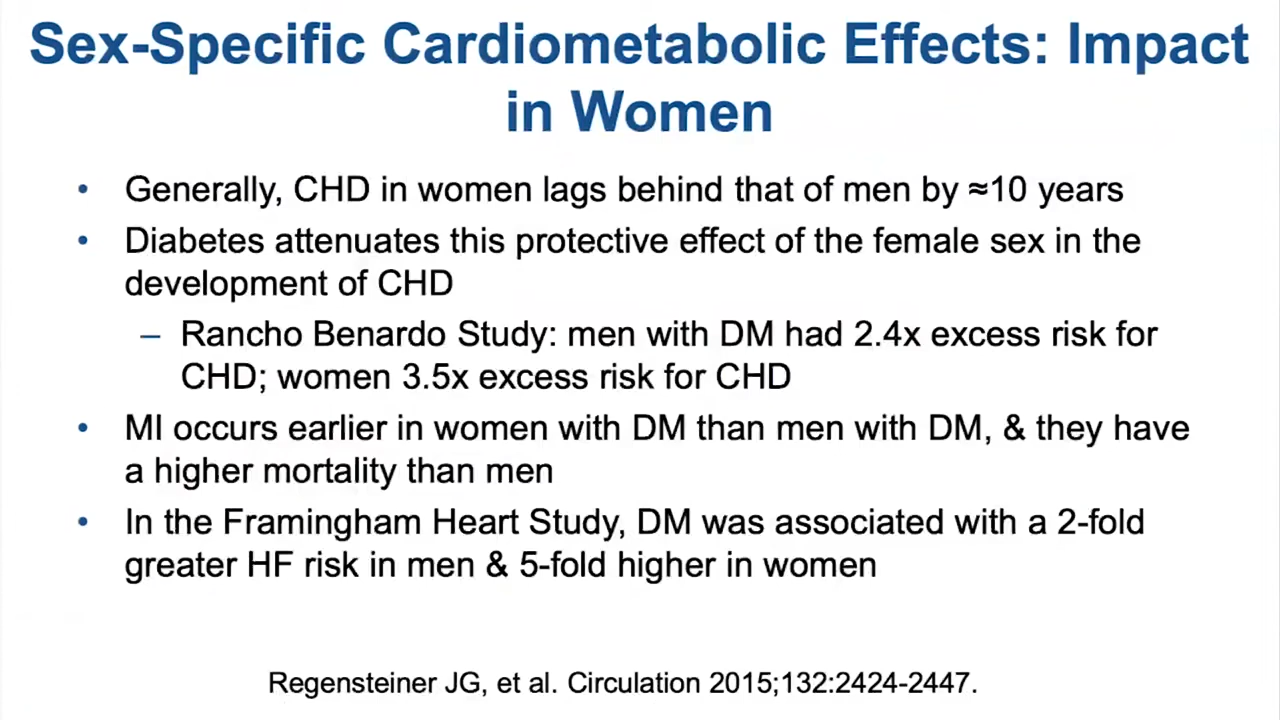 Sex-Specific Cardiometabolic Effects: Impact
in Women
• Generally, CHD in women lags behind that of men by ≈10 years
• Diabetes attenuates this protective effect of the female sex in the
development of CHD
– Rancho Benardo Study: men with DM had 2.4x excess risk for
CHD; women 3.5x excess risk for CHD
• MI occurs earlier in women with DM than men with DM, & they have
a higher mortality than men
• In the Framingham Heart Study, DM was associated with a 2-fold
greater HF risk in men & 5-fold higher in women
Regensteiner JG, et al. Circulation 2015;132:2424-2447.